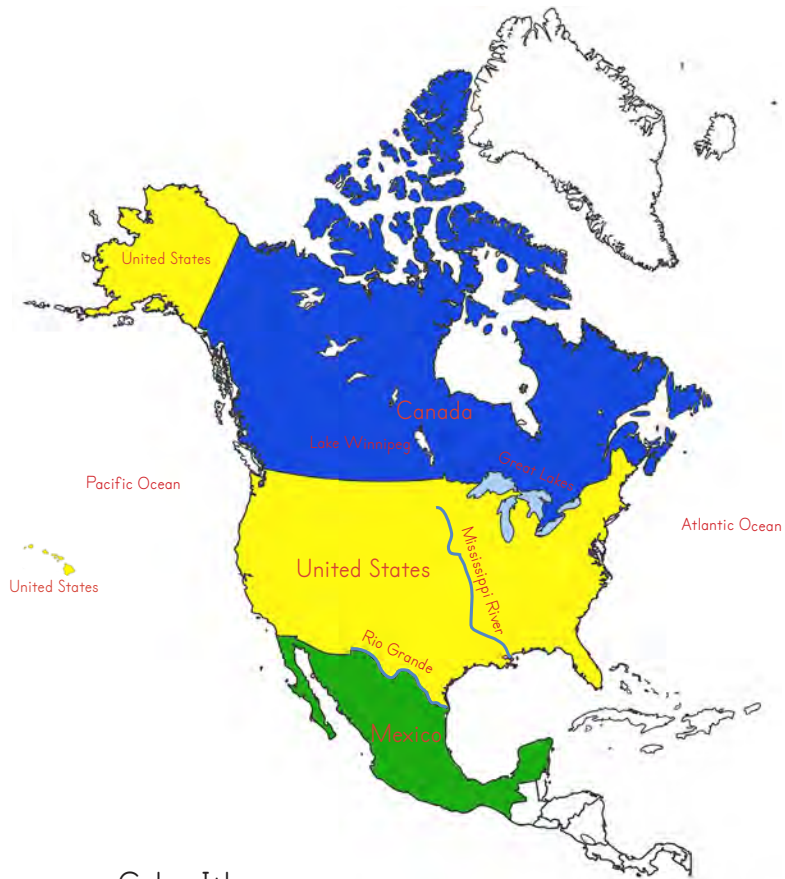 United States
Canada
Lake Winnipeg
Great Lakes
Pacific Ocean
Atlantic Ocean
United States
Mississippi River
United States
Rio Grande
Mexico